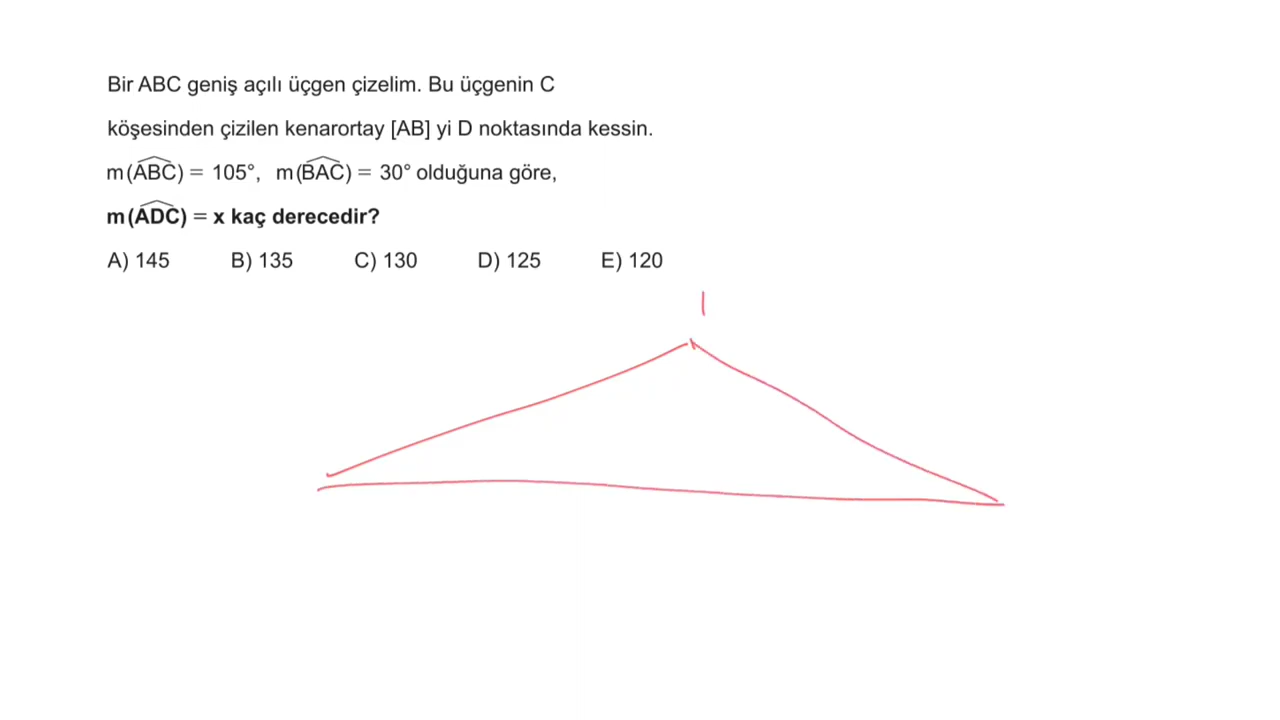 Bir ABC geniş açılı üçgen çizelim. Bu üçgenin C
köşesinden çizilen kenarortay [AB] yi D noktasında kessin.
m(ABC) = 105°, m(BAC) = 30° olduğuna göre,
m(ADC) = x kaç derecedir?
A) 145 B) 135 C) 130 D) 125 E) 120